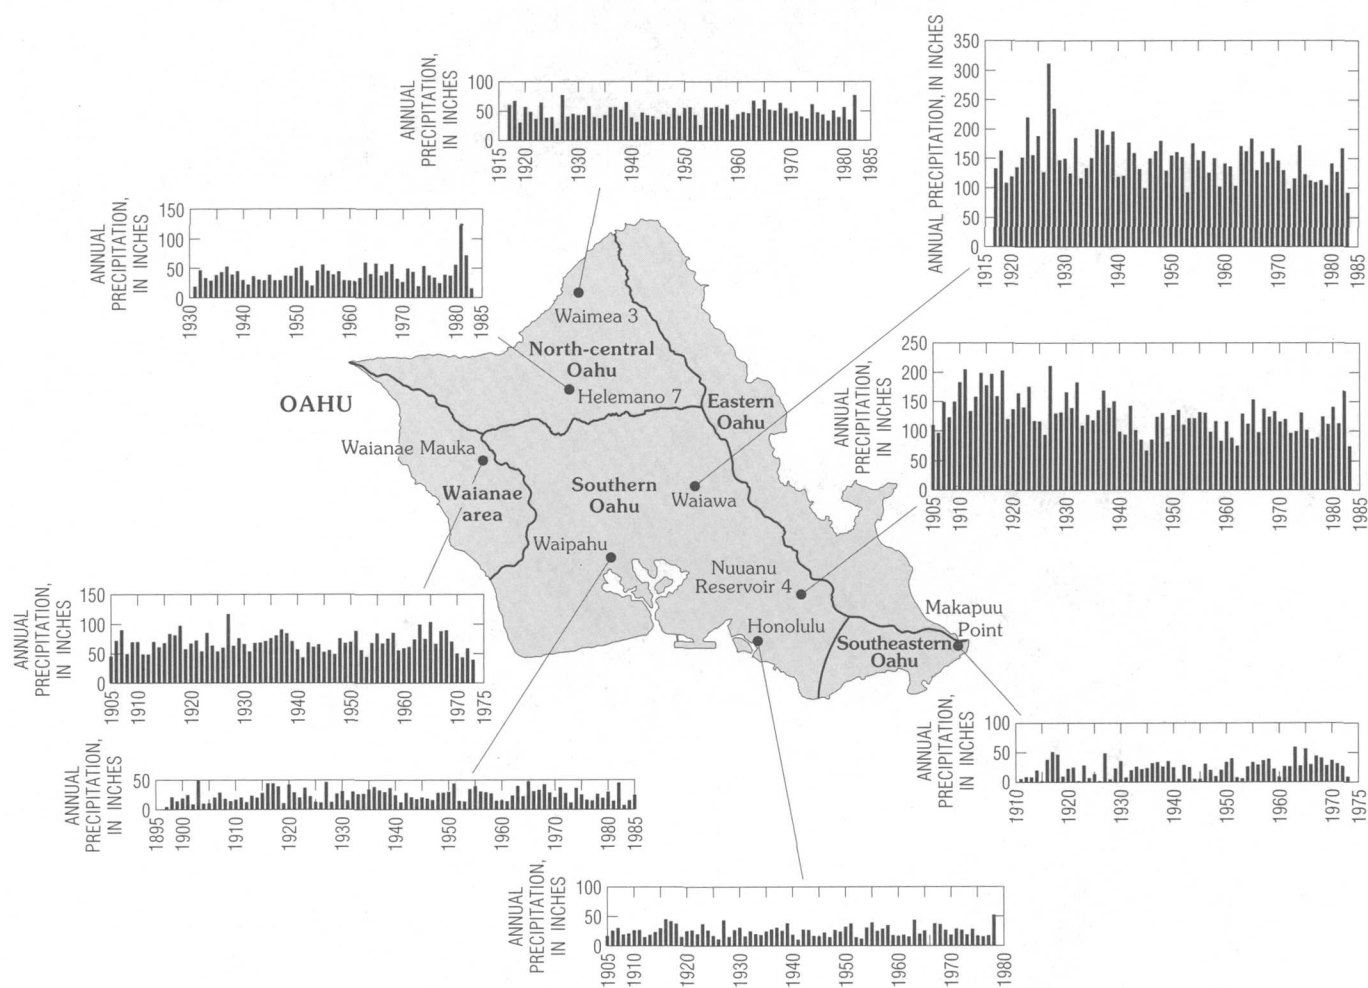 ANNUAL
PRECIPITATION,
IN INCHES
100
50
0
1915
1920
1930
1940
1950
1960
1970
1980
1985
ANNUAL PRECIPITATION, IN INCHES
350
300
250
200
150
100
50
0
1915
1920
1930
1940
1950
1960
1970
1980
1985
ANNUAL
PRECIPITATION,
IN INCHES
150
100
50
0
1930
1940
1950
1960
1970
1980
1985
ANNUAL
PRECIPITATION,
IN INCHES
250
200
150
100
50
0
1905
1910
1920
1930
1940
1950
1960
1970
1980
1985
OAHU
Waimea 3
North-central
Oahu
Helemano 7
Eastern
Oahu
Waianae Mauka
Waianae
area
Southern
Oahu
Waiawa
Waipahu
Nuuanu
Reservoir 4
Honolulu
Makapuu
Point
Southeastern
Oahu
ANNUAL
PRECIPITATION,
IN INCHES
150
100
50
0
1905
1910
1920
1930
1940
1950
1960
1970
1975
ANNUAL
PRECIPITATION,
IN INCHES
50
0
1895
1900
1910
1920
1930
1940
1950
1960
1970
1980
1985
ANNUAL
PRECIPITATION,
IN INCHES
100
50
0
1910
1920
1930
1940
1950
1960
1970
1975
ANNUAL
PRECIPITATION,
IN INCHES
100
50
0
1905
1910
1920
1930
1940
1950
1960
1970
1980